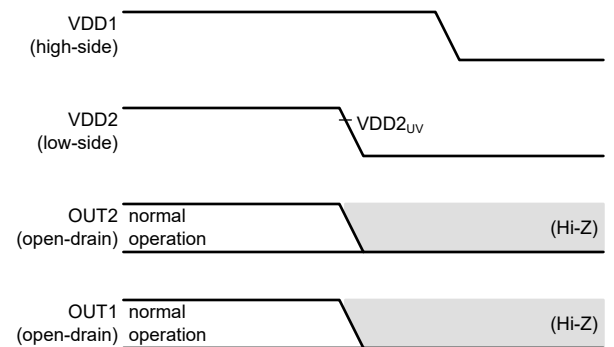 VDD1
(high-side)
VDD2
(low-side)
VDD2UV
OUT2
(open-drain)
normal
operation
(Hi-Z)
OUT1
(open-drain)
normal
operation
(Hi-Z)